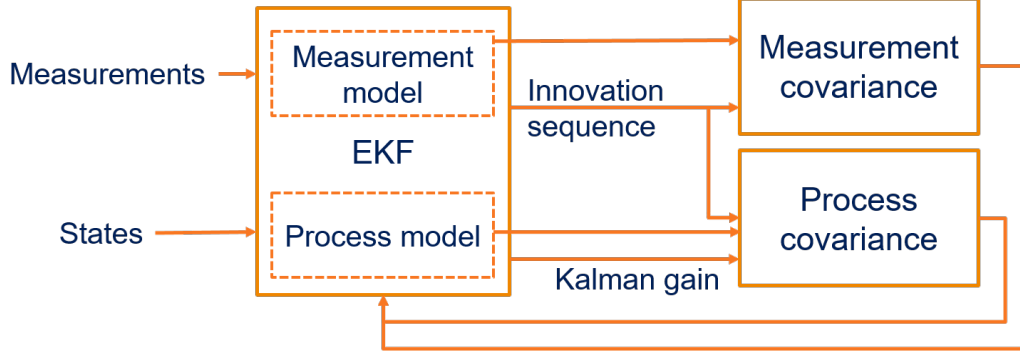 Measurements
States
Measurement
model
EKF
Process model
Innovation
sequence
Kalman gain
Measurement
covariance
Process
covariance